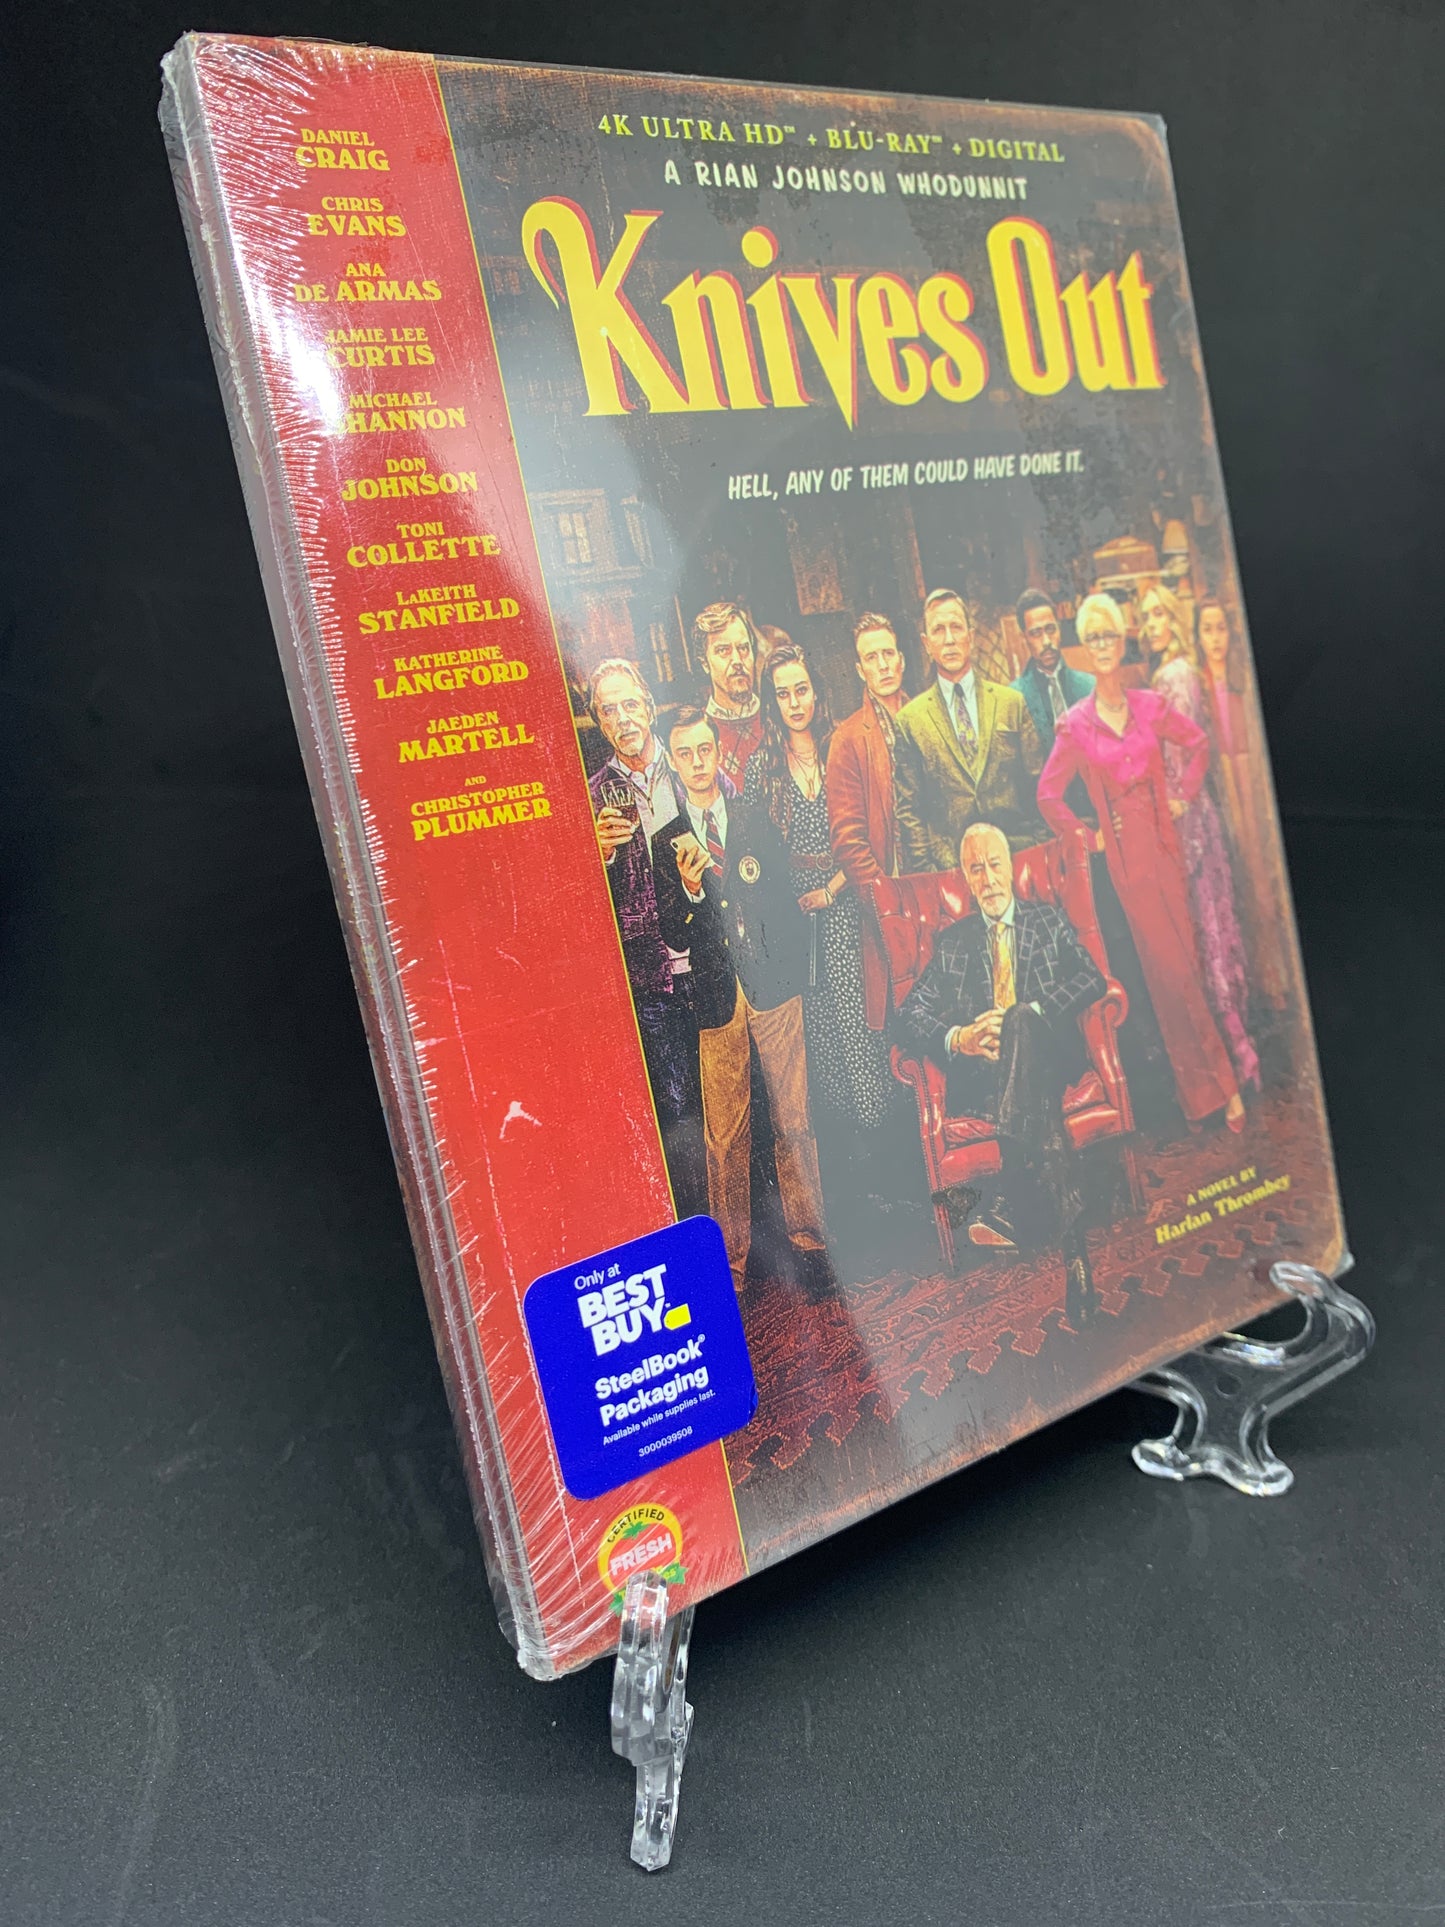 4K ULTRA HD™ + BLU-RAY™ + DIGITAL
A RIAN JOHNSON WHODUNNIT
Knives Out
HELL, ANY OF THEM COULD HAVE DONE IT.
DANIEL
CRAIG
CHRIS
EVANS
ANA
DE ARMAS
JAMIE LEE
CURTIS
MICHAEL
SHANNON
DON
JOHNSON
TONI
COLLETTE
LAKEITH
STANFIELD
KATHERINE
LANGFORD
JAEDEN
MARTELL
AND
CHRISTOPHER
PLUMMER
A NOVEL BY
Harlan Thrombey
Only at
BEST
BUY™
SteelBook®
Packaging
Available while supplies last.
3000039508
CERTIFIED
FRESH